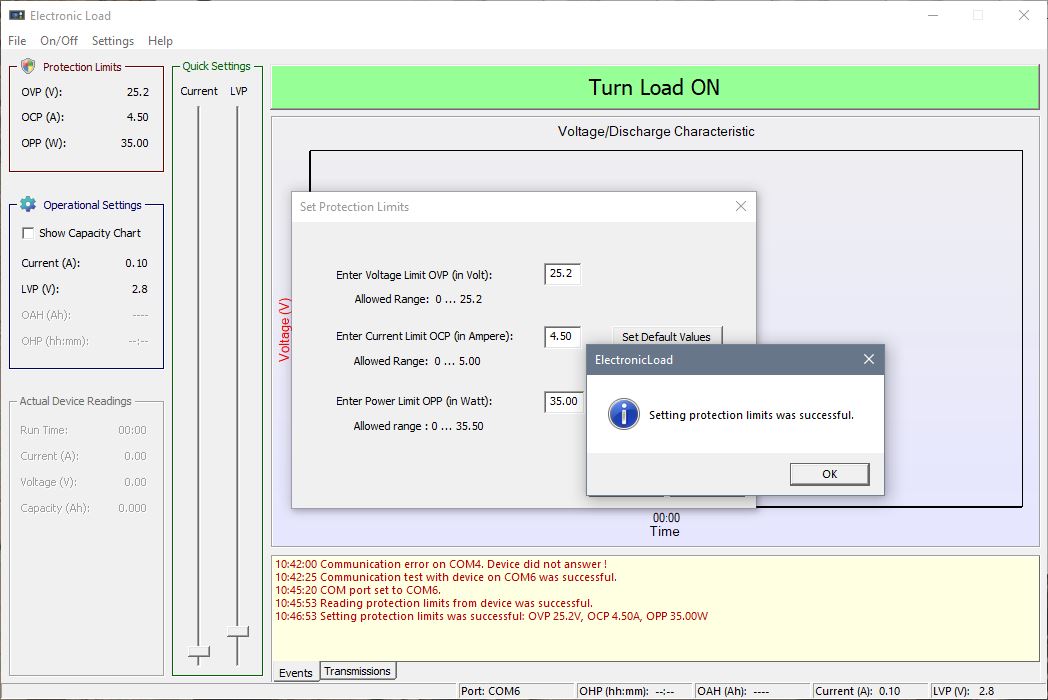 Electronic Load
File On/Off Settings Help
Protection Limits
OVP (V): 25.2
OCP (A): 4.50
OPP (W): 35.00
Operational Settings
Show Capacity Chart
Current (A): 0.10
LVP (V): 2.8
OAH (Ah): ----
OHP (hh:mm): --:--
Actual Device Readings
Run Time: 00:00
Current (A): 0.00
Voltage (V): 0.00
Capacity (Ah): 0.000
Quick Settings
Current LVP
Turn Load ON
Voltage/Discharge Characteristic
Voltage (V)
Set Protection Limits
Enter Voltage Limit OVP (in Volt): 25.2
Allowed Range: 0 ... 25.2
Enter Current Limit OCP (in Ampere): 4.50 Set Default Values
Allowed Range: 0 ... 5.00
Enter Power Limit OPP (in Watt): 35.00
Allowed range : 0 ... 35.50
ElectronicLoad
Setting protection limits was successful.
OK
00:00
Time
10:42:00 Communication error on COM4. Device did not answer !
10:42:25 Communication test with device on COM6 was successful.
10:45:20 COM port set to COM6.
10:45:53 Reading protection limits from device was successful.
10:46:53 Setting protection limits was successful: OVP 25.2V, OCP 4.50A, OPP 35.00W
Events Transmissions
Port: COM6 OHP (hh:mm): --:-- OAH (Ah): ---- Current (A): 0.10 LVP (V): 2.8